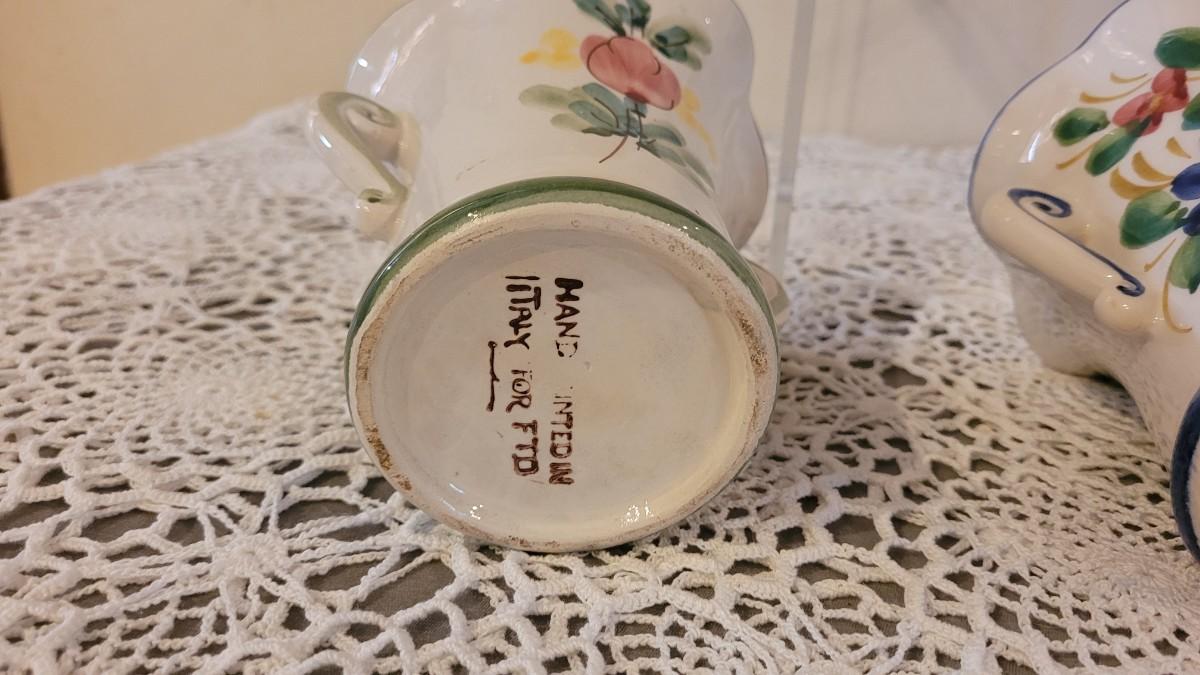 HAND INTED IN
ITALY FOR FTD